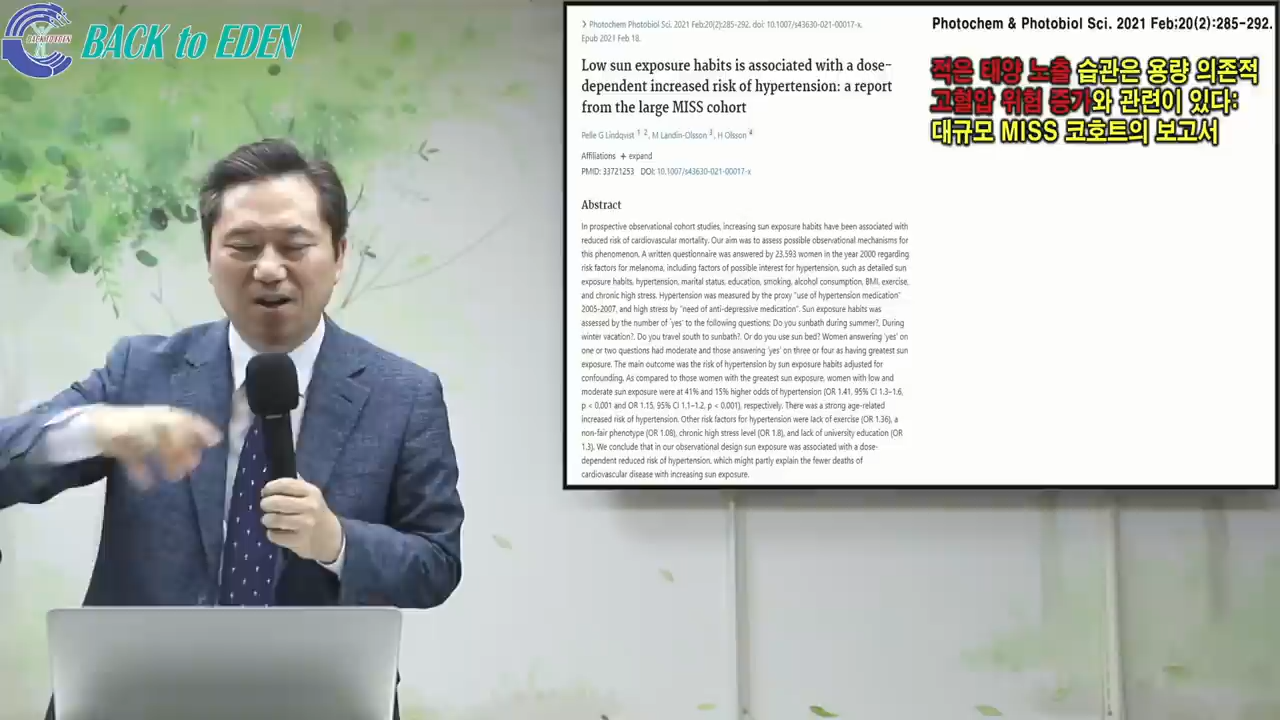 BACK TO EDEN
BACK to EDEN
Photochem Photobiol Sci. 2021 Feb;20(2):285-292. doi: 10.1007/s43630-021-00017-x.
Epub 2021 Feb 18.
Low sun exposure habits is associated with a dose-
dependent increased risk of hypertension: a report
from the large MISS cohort
Pelle G Lindqvist 1 2, M Landin-Olsson 3, H Olsson 4
Affiliations + expand
PMID: 33721253 DOI: 10.1007/s43630-021-00017-x
Abstract
In prospective observational cohort studies, increasing sun exposure habits have been associated with
reduced risk of cardiovascular mortality. Our aim was to assess possible observational mechanisms for
this phenomenon. A written questionnaire was answered by 23,593 women in the year 2000 regarding
risk factors for melanoma, including factors of possible interest for hypertension, such as detailed sun
exposure habits, hypertension, marital status, education, smoking, alcohol consumption, BMI, exercise,
and chronic high stress. Hypertension was measured by the proxy "use of hypertension medication"
2005-2007, and high stress by "need of anti-depressive medication". Sun exposure habits was
assessed by the number of 'yes' to the following questions; Do you sunbath during summer?, During
winter vacation?, Do you travel south to sunbath?, Or do you use sun bed? Women answering 'yes' on
one or two questions had moderate and those answering 'yes' on three or four as having greatest sun
exposure. The main outcome was the risk of hypertension by sun exposure habits adjusted for
confounding. As compared to those women with the greatest sun exposure, women with low and
moderate sun exposure were at 41% and 15% higher odds of hypertension (OR 1.41, 95% CI 1.3-1.6,
p < 0.001 and OR 1.15, 95% CI 1.1-1.2, p < 0.001), respectively. There was a strong age-related
increased risk of hypertension. Other risk factors for hypertension were lack of exercise (OR 1.36), a
non-fair phenotype (OR 1.08), chronic high stress level (OR 1.8), and lack of university education (OR
1.3). We conclude that in our observational design sun exposure was associated with a dose-
dependent reduced risk of hypertension, which might partly explain the fewer deaths of
cardiovascular disease with increasing sun exposure.
Photochem & Photobiol Sci. 2021 Feb;20(2):285-292.
적은 태양 노출 습관은 용량 의존적
고혈압 위험 증가와 관련이 있다:
대규모 MISS 코호트의 보고서